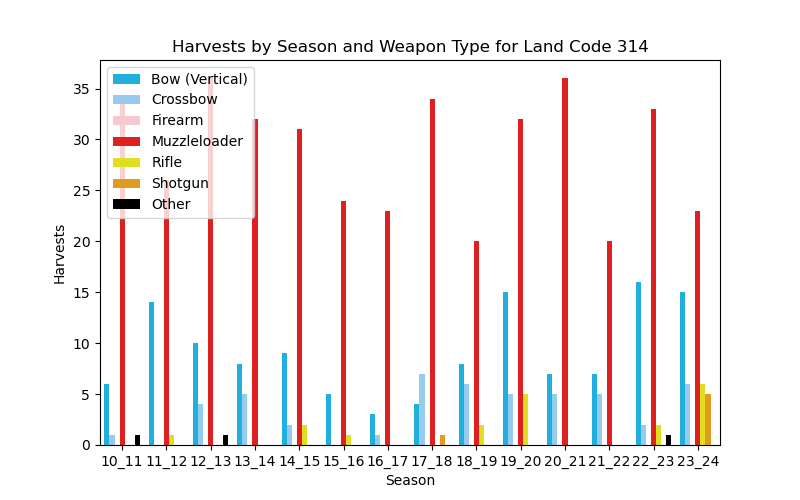 Harvests by Season and Weapon Type for Land Code 314
Bow (Vertical)
Crossbow
Firearm
Muzzleloader
Rifle
Shotgun
Other
35
30
25
20
15
10
5
0
Harvests
10_11 11_12 12_13 13_14 14_15 15_16 16_17 17_18 18_19 19_20 20_21 21_22 22_23 23_24
Season